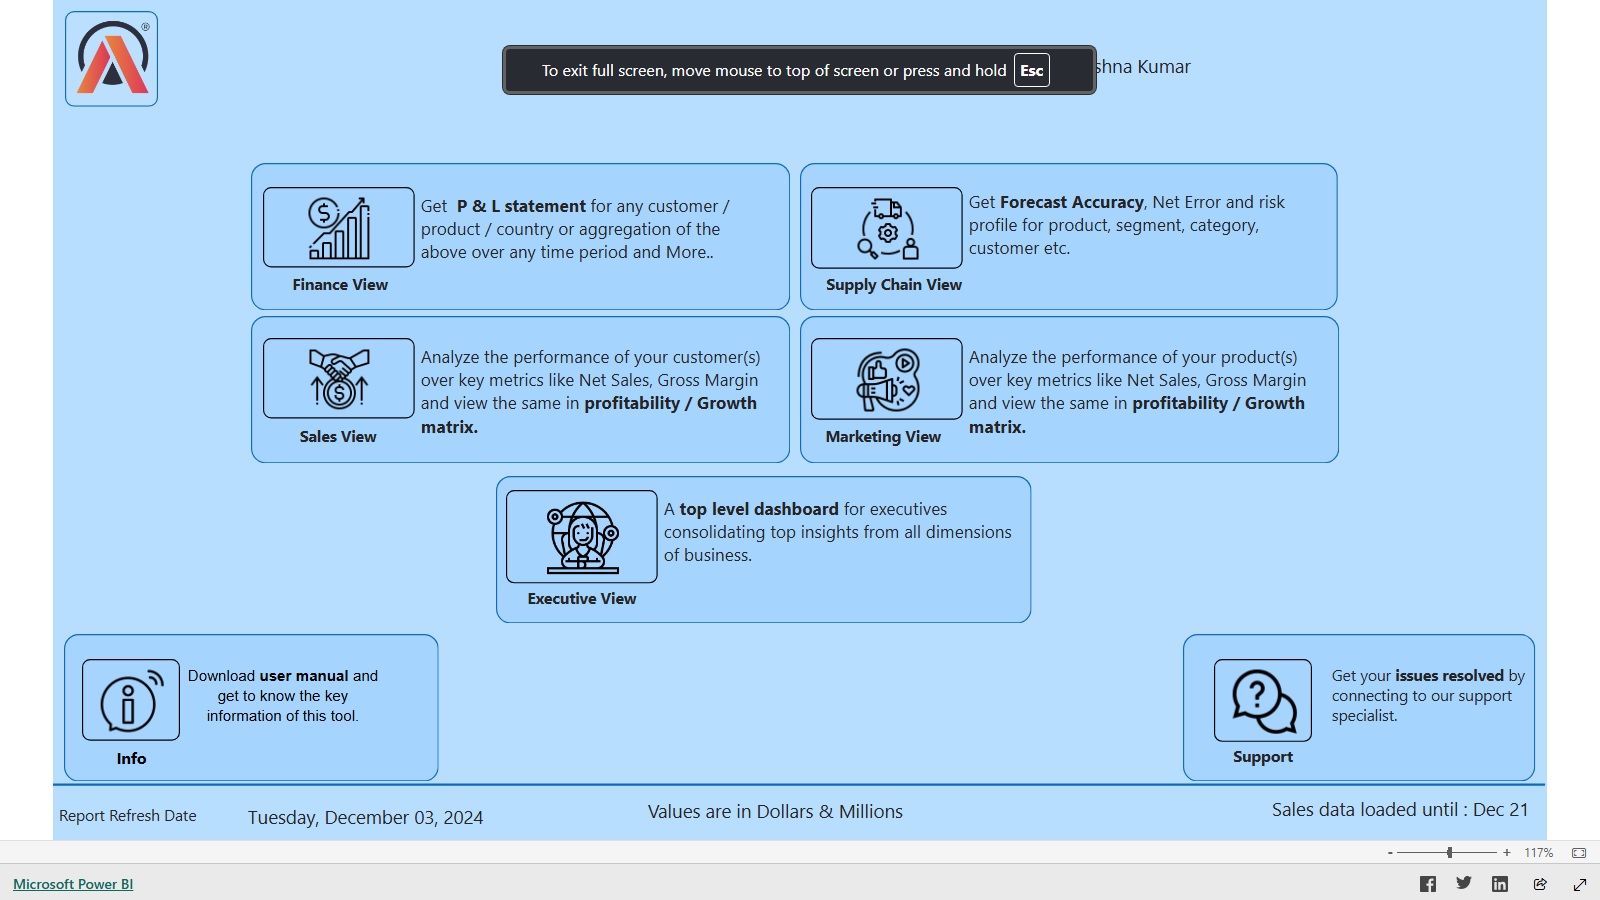 ®
To exit full screen, move mouse to top of screen or press and hold Esc
Kumar
Get P & L statement for any customer /
product / country or aggregation of the
above over any time period and More..
Finance View
Get Forecast Accuracy, Net Error and risk
profile for product, segment, category,
customer etc.
Supply Chain View
Analyze the performance of your customer(s)
over key metrics like Net Sales, Gross Margin
and view the same in profitability / Growth
matrix.
Sales View
Analyze the performance of your product(s)
over key metrics like Net Sales, Gross Margin
and view the same in profitability / Growth
matrix.
Marketing View
A top level dashboard for executives
consolidating top insights from all dimensions
of business.
Executive View
Download user manual and
get to know the key
information of this tool.
Info
Get your issues resolved by
connecting to our support
specialist.
Support
Report Refresh Date
Tuesday, December 03, 2024
Values are in Dollars & Millions
Sales data loaded until : Dec 21
- + 117%
Microsoft Power BI